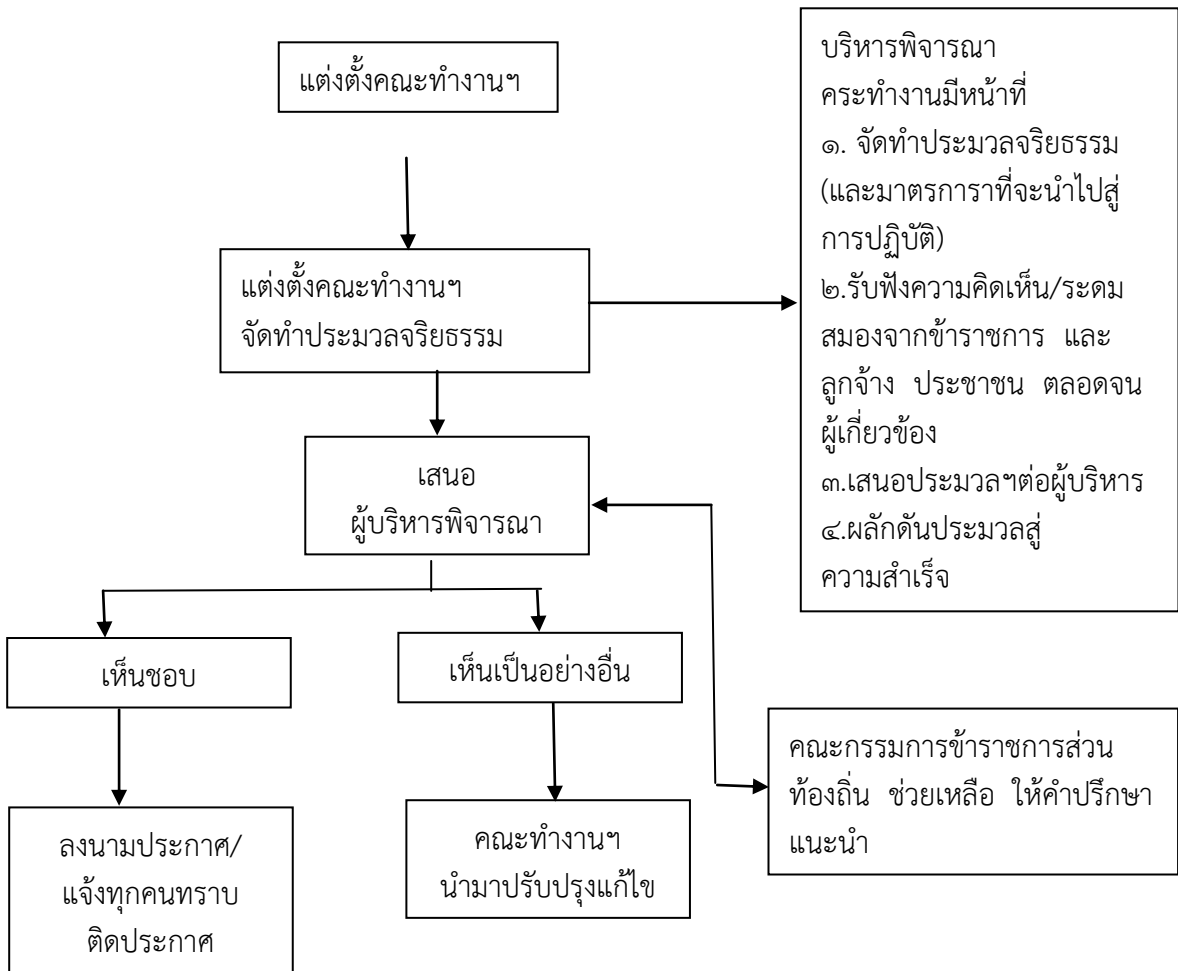 แต่งตั้งคณะทำงานฯ
บริหารพิจารณา
คระทำงานมีหน้าที่
๑. จัดทำประมวลจริยธรรม
(และมาตรการาที่จะนำไปสู่
การปฏิบัติ)
๒.รับฟังความคิดเห็น/ระดม
สมองจากข้าราชการ และ
ลูกจ้าง ประชาชน ตลอดจน
ผู้เกี่ยวข้อง
๓.เสนอประมวลฯต่อผู้บริหาร
๔.ผลักดันประมวลสู่
ความสำเร็จ
แต่งตั้งคณะทำงานฯ
จัดทำประมวลจริยธรรม
เสนอ
ผู้บริหารพิจารณา
เห็นชอบ
เห็นเป็นอย่างอื่น
คณะกรรมการข้าราชการส่วน
ท้องถิ่น ช่วยเหลือ ให้คำปรึกษา
แนะนำ
ลงนามประกาศ/
แจ้งทุกคนทราบ
ติดประกาศ
คณะทำงานฯ
นำมาปรับปรุงแก้ไข